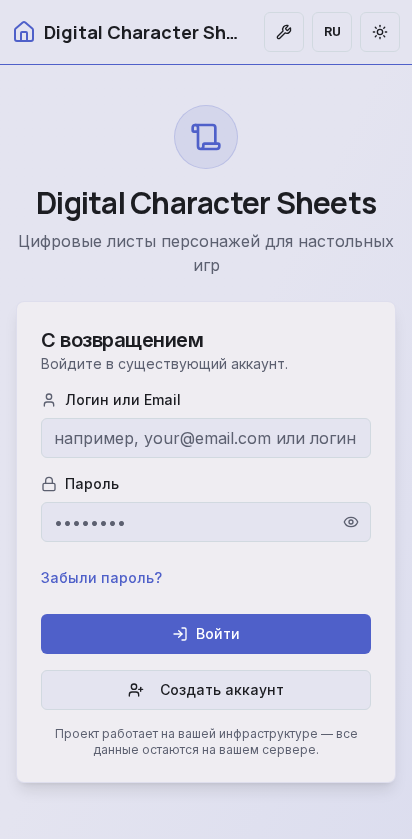 Digital Character Sh...
RU
Digital Character Sheets
Цифровые листы персонажей для настольных
игр
С возвращением
Войдите в существующий аккаунт.
Логин или Email
например, your@email.com или логин
Пароль
Забыли пароль?
Войти
Создать аккаунт
Проект работает на вашей инфраструктуре — все
данные остаются на вашем сервере.